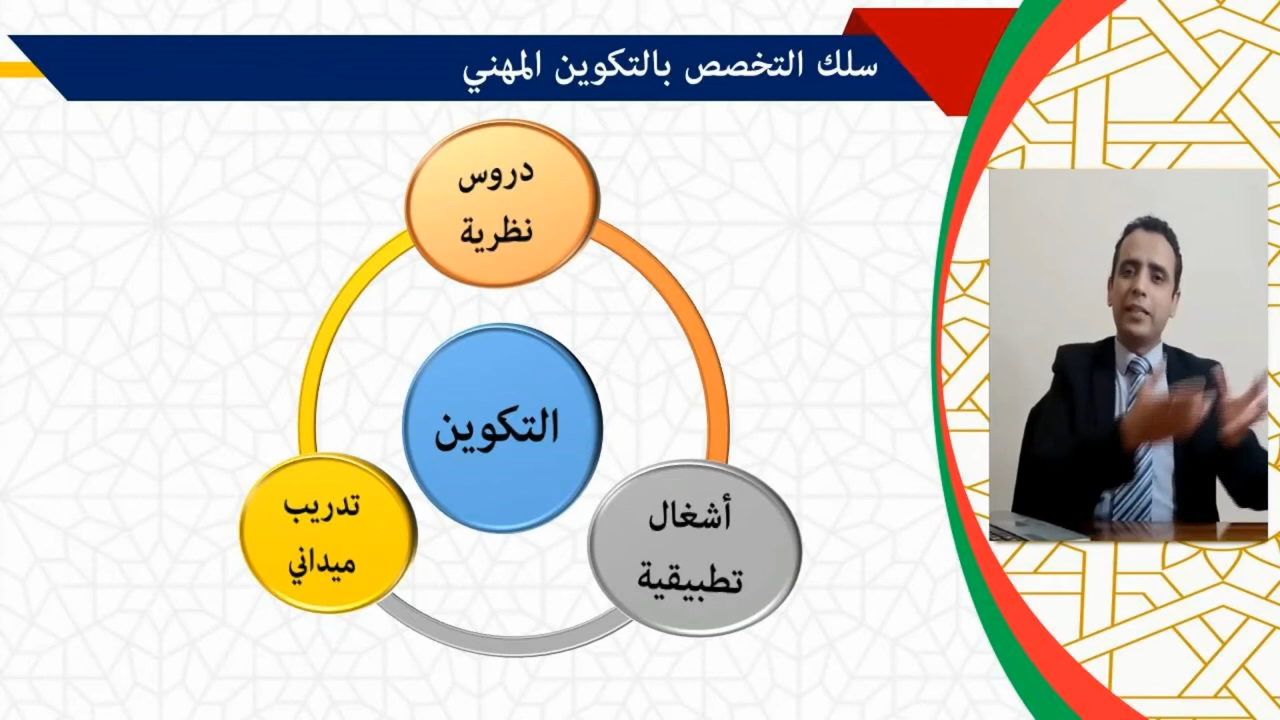 سلك التخصص بالتكوين المهني
دروس
نظرية
التكوين
أشغال
تطبيقية
تدريب
ميداني